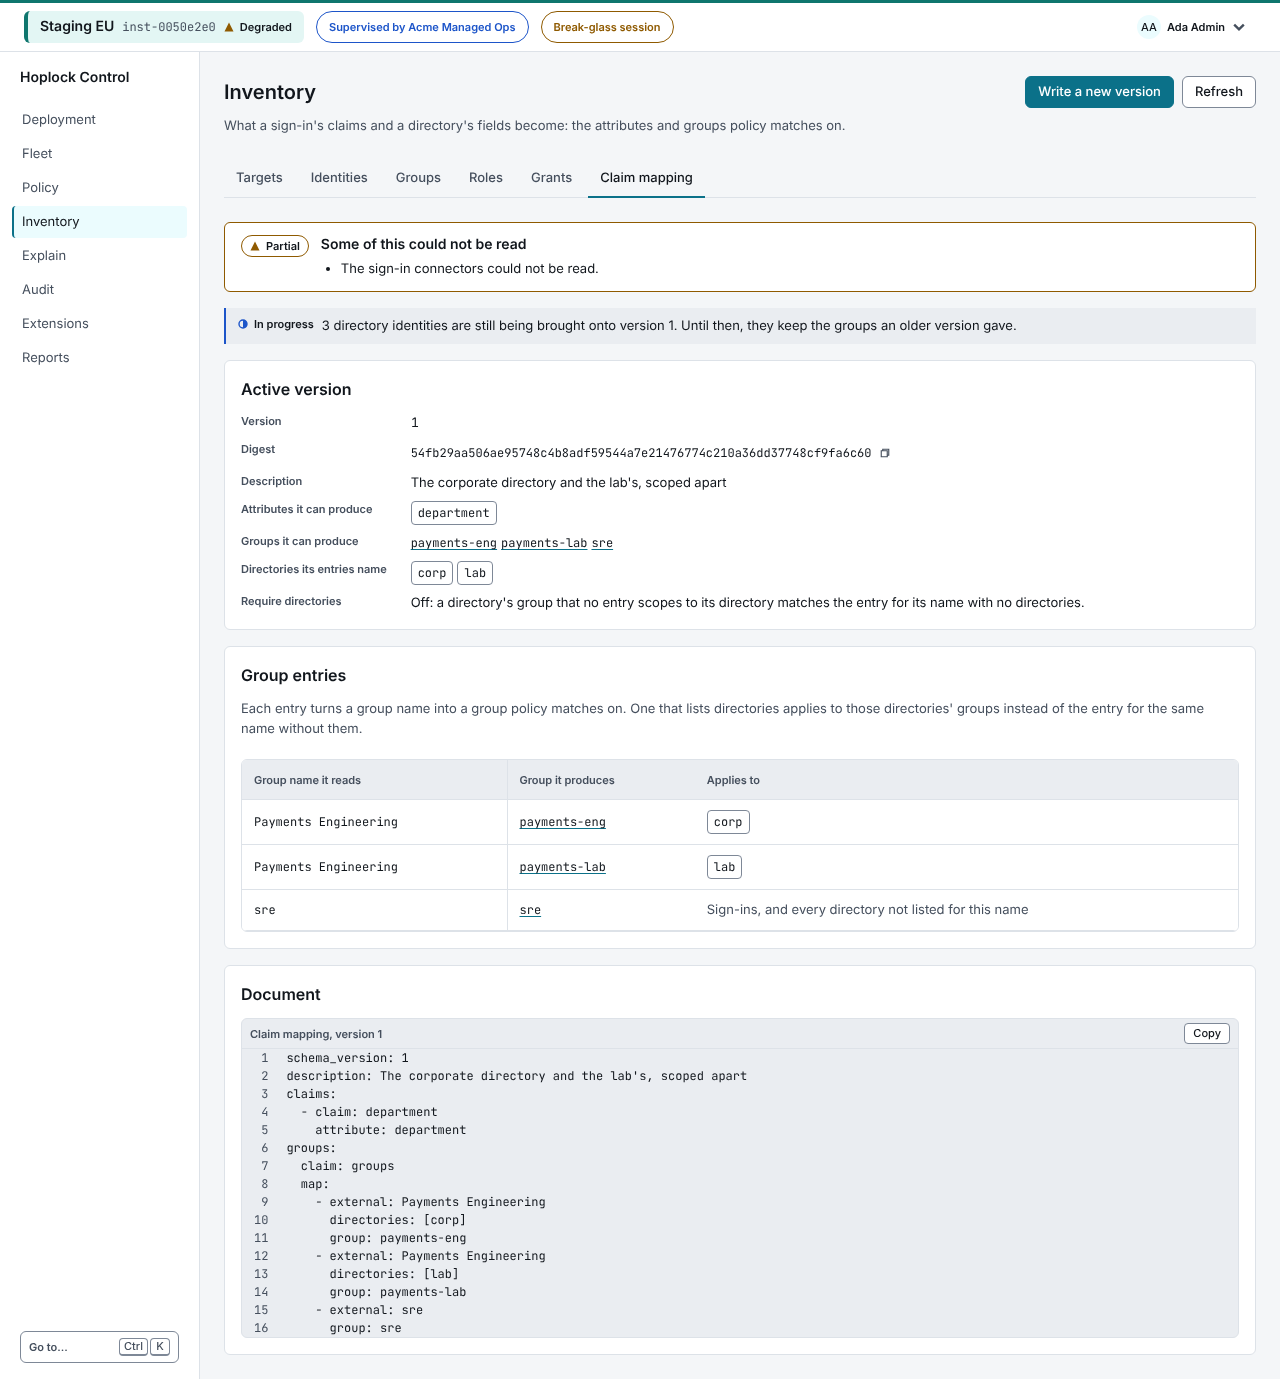 Staging EU inst-0050e2e0 Degraded
Supervised by Acme Managed Ops
Break-glass session
AA Ada Admin
Hoplock Control
Deployment
Fleet
Policy
Inventory
Explain
Audit
Extensions
Reports
Go to... Ctrl K
Inventory
Write a new version
Refresh
What a sign-in's claims and a directory's fields become: the attributes and groups policy matches on.
Targets Identities Groups Roles Grants Claim mapping
Partial Some of this could not be read
• The sign-in connectors could not be read.
In progress 3 directory identities are still being brought onto version 1. Until then, they keep the groups an older version gave.
Active version
Version 1
Digest 54fb29aa506ae95748c4b8adf59544a7e21476774c210a36dd37748cf9fa6c60
Description The corporate directory and the lab's, scoped apart
Attributes it can produce department
Groups it can produce payments-eng payments-lab sre
Directories its entries name corp lab
Require directories Off: a directory's group that no entry scopes to its directory matches the entry for its name with no directories.
Group entries
Each entry turns a group name into a group policy matches on. One that lists directories applies to those directories' groups instead of the entry for the same
name without them.
Group name it reads Group it produces Applies to
Payments Engineering payments-eng corp
Payments Engineering payments-lab lab
sre sre Sign-ins, and every directory not listed for this name
Document
Claim mapping, version 1 Copy
1 schema_version: 1
2 description: The corporate directory and the lab's, scoped apart
3 claims:
4 - claim: department
5 attribute: department
6 groups:
7 claim: groups
8 map:
9 - external: Payments Engineering
10 directories: [corp]
11 group: payments-eng
12 - external: Payments Engineering
13 directories: [lab]
14 group: payments-lab
15 - external: sre
16 group: sre